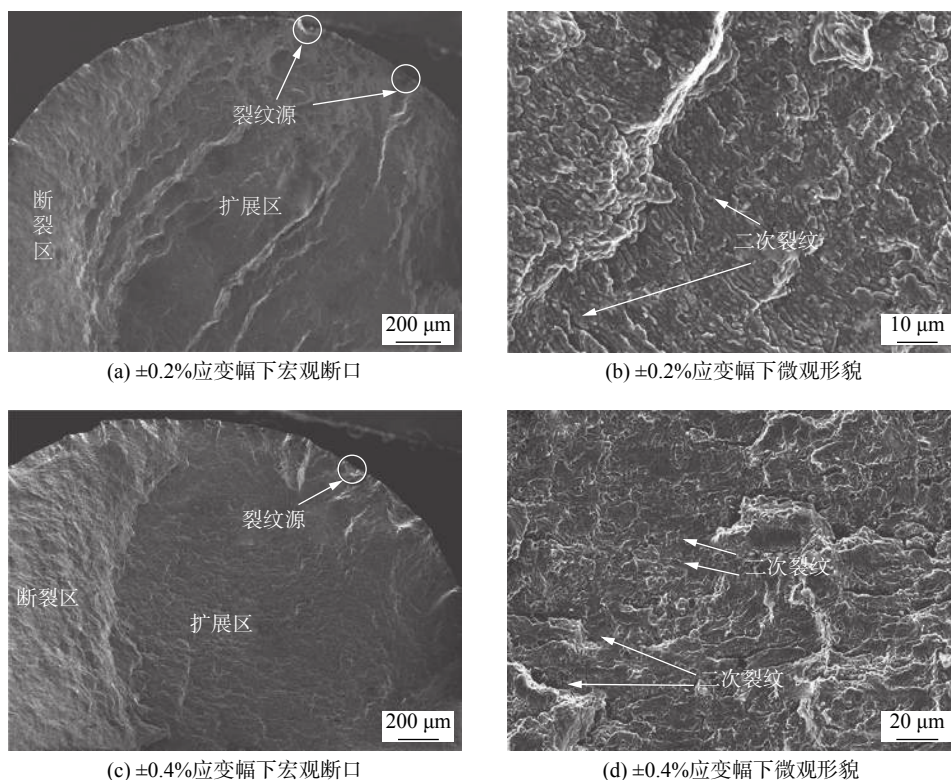 裂纹源
断裂区
扩展区
200 μm
二次裂纹
10 μm
(a) ±0.2%应变幅下宏观断口
(b) ±0.2%应变幅下微观形貌
裂纹源
断裂区
扩展区
200 μm
二次裂纹
二次裂纹
20 μm
(c) ±0.4%应变幅下宏观断口
(d) ±0.4%应变幅下微观形貌